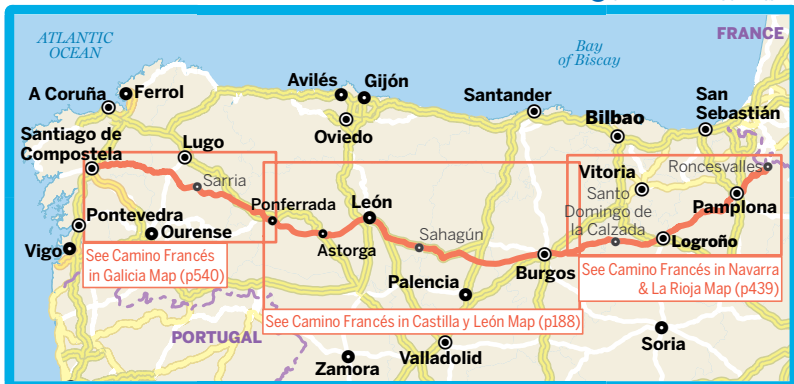 ATLANTIC
OCEAN
Bay
of Biscay
FRANCE
A Coruña
Ferrol
Avilés
Gijón
Oviedo
Santander
Bilbao
San
Sebastián
Santiago de
Compostela
Lugo
Sarria
Ponferrada
León
Astorga
Sahagún
Vitoria
Santo
Domingo de
la Calzada
Roncesvalles
Pamplona
Logroño
Pontevedra
Ourense
Vigo
Burgos
Palencia
See Camino Francés
in Galicia Map (p540)
See Camino Francés in Navarra
& La Rioja Map (p439)
See Camino Francés in Castilla y León Map (p188)
PORTUGAL
Zamora
Valladolid
Soria